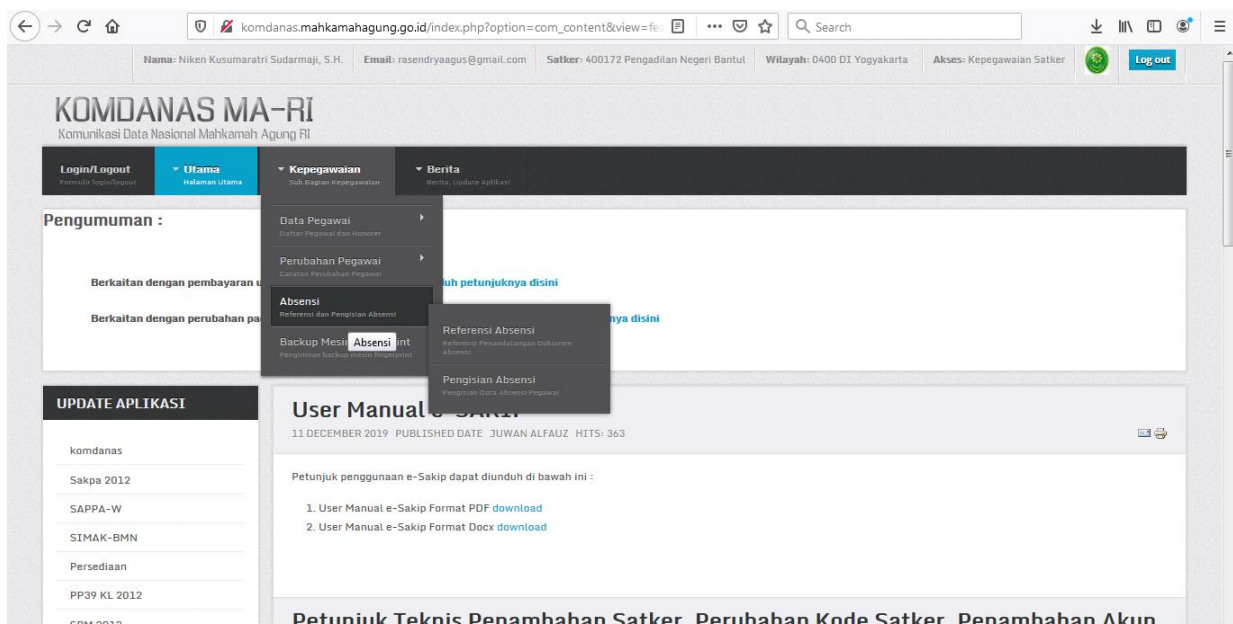 komdanas.mahkamahagung.go.id/index.php?option=com_content&view=fea
Search
Nama: Niken Kusumaratri Sudarmaji, S.H. Email: rasendryaagus@gmail.com Satker: 400172 Pengadilan Negeri Bantul Wilayah: 0400 DI Yogyakarta Akses: Kepegawaian Satker Log out
KOMDANAS MA-RI
Komunikasi Data Nasional Mahkamah Agung RI
Login/Logout Utama Kepegawaian Berita
Formulir login/logout Halaman Utama Sub Bagian Kepegawaian Berita, Update Aplikasi
Pengumuman :
Data Pegawai
Daftar Pegawai dan Honorer
Perubahan Pegawai
Catatan Perubahan Pegawai
Berkaitan dengan pembayaran u
uh petunjuknya disini
Absensi
Referensi dan Pengisian Absensi
Berkaitan dengan perubahan pa
nya disini
Referensi Absensi
Referensi Penandatangan Dokumen
Absensi
Backup Mesin Absensi int
Pengiriman backup mesin fingerprint
Pengisian Absensi
Pengisian Data Absensi Pegawai
UPDATE APLIKASI
komdanas
Sakpa 2012
SAPPA-W
SIMAK-BMN
Persediaan
PP39 KL 2012
SPM 2012
User Manual e-SAKIP
11 DECEMBER 2019 PUBLISHED DATE JUWAN ALFAUZ HITS: 363
Petunjuk penggunaan e-Sakip dapat diunduh di bawah ini :
1. User Manual e-Sakip Format PDF download
2. User Manual e-Sakip Format Docx download
Petunjuk Teknis Penambahan Satker, Perubahan Kode Satker, Penambahan Akun